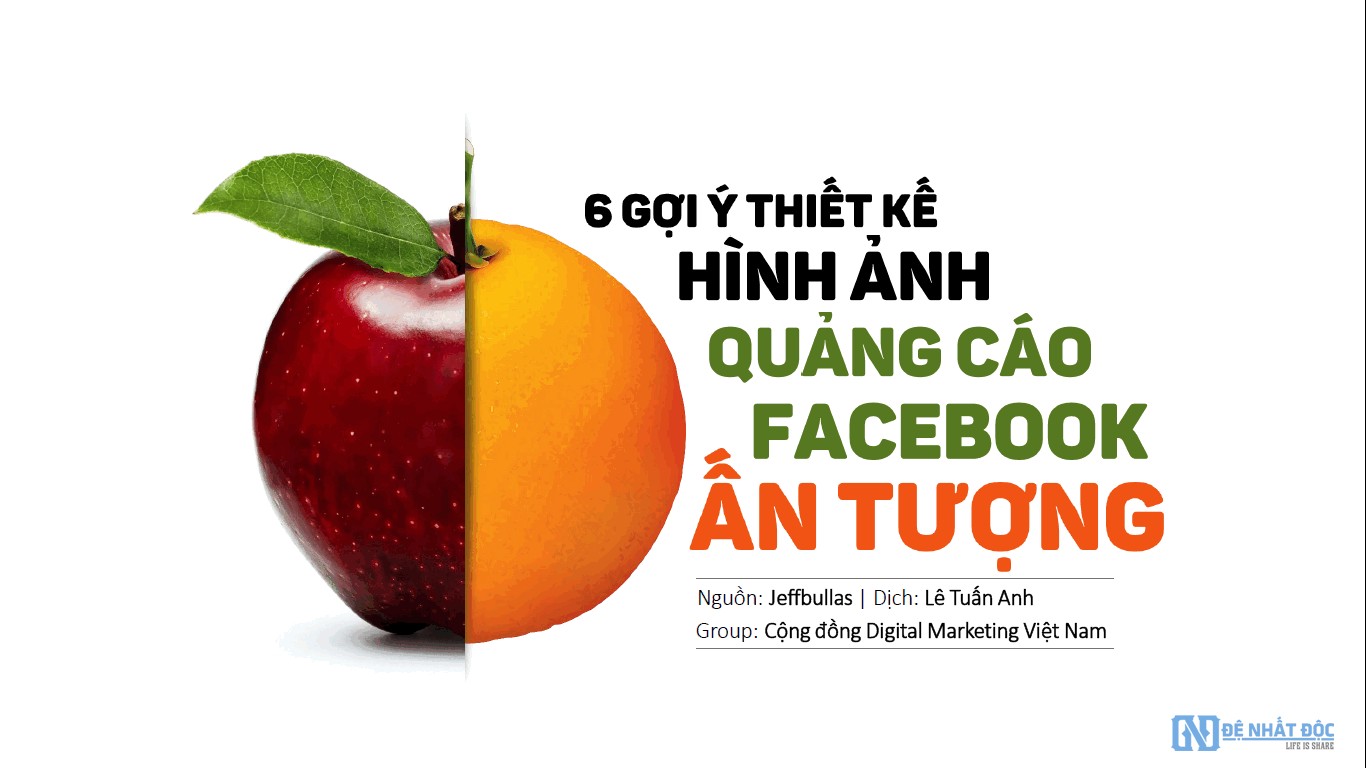 6 GỢI Ý THIẾT KẾ
HÌNH ẢNH
QUẢNG CÁO
FACEBOOK
ẤN TƯỢNG
Nguồn: Jeffbullas | Dịch: Lê Tuấn Anh
Group: Cộng đồng Digital Marketing Việt Nam
ĐỆ NHẤT ĐỘC
LIFE IS SHARE